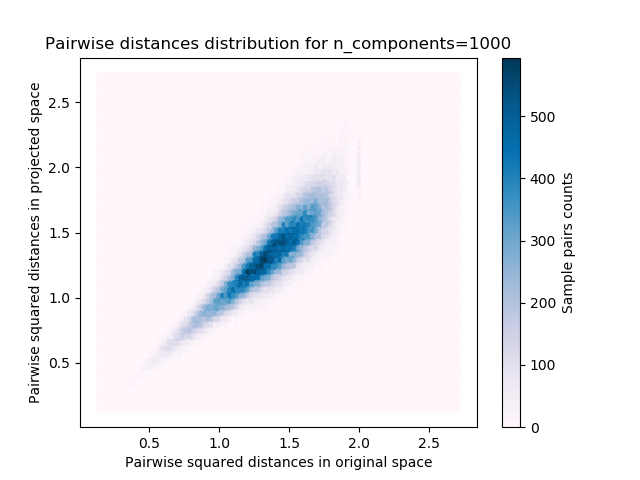 Pairwise distances distribution for n_components=1000
Pairwise squared distances in projected space
2.5
2.0
1.5
1.0
0.5
0.5 1.0 1.5 2.0 2.5
Pairwise squared distances in original space
500
400
300
200
100
0
Sample pairs counts